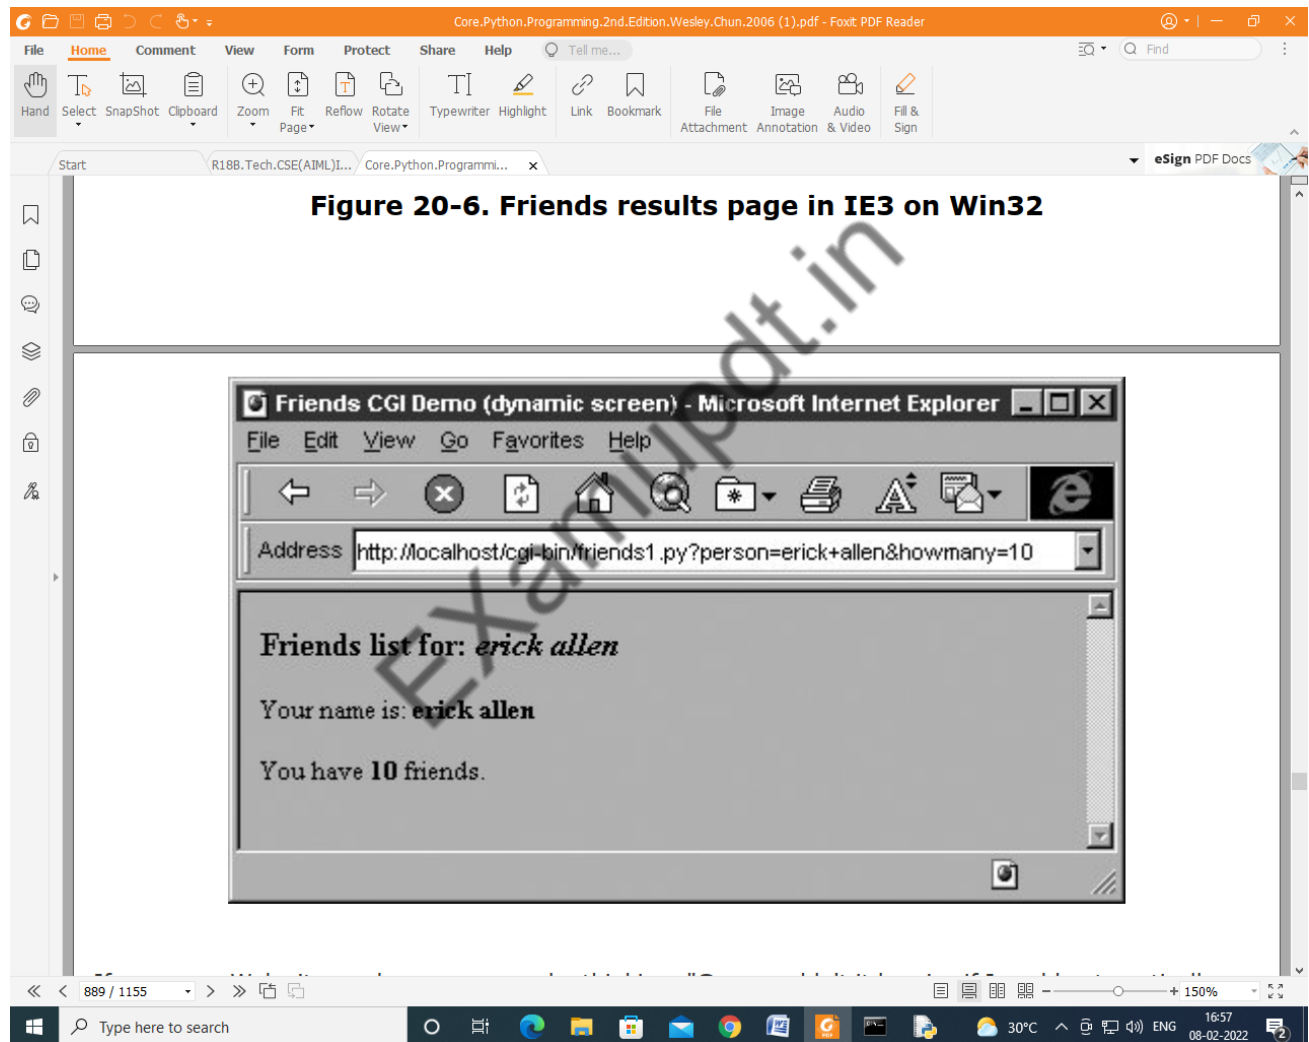 Core.Python.Programming.2nd.Edition.Wesley.Chun.2006 (1).pdf - Foxit PDF Reader
File Home Comment View Form Protect Share Help Tell me... Find
Hand Select SnapShot Clipboard Zoom Fit Page Reflow Rotate View Typewriter Highlight Link Bookmark File Attachment Image Annotation Audio & Video Fill & Sign
Start R18B.Tech.CSE(AIML)I... Core.Python.Programmi... eSign PDF Docs
Figure 20-6. Friends results page in IE3 on Win32
Friends CGI Demo (dynamic screen) - Microsoft Internet Explorer
File Edit View Go Favorites Help
Address http://localhost/cgi-bin/friends1.py?person=erick+allen&howmany=10
Friends list for: erick allen
Your name is: erick allen
You have 10 friends.
EXamupdt.in
889 / 1155 150%
Type here to search 30°C ENG 16:57
08-02-2022
2